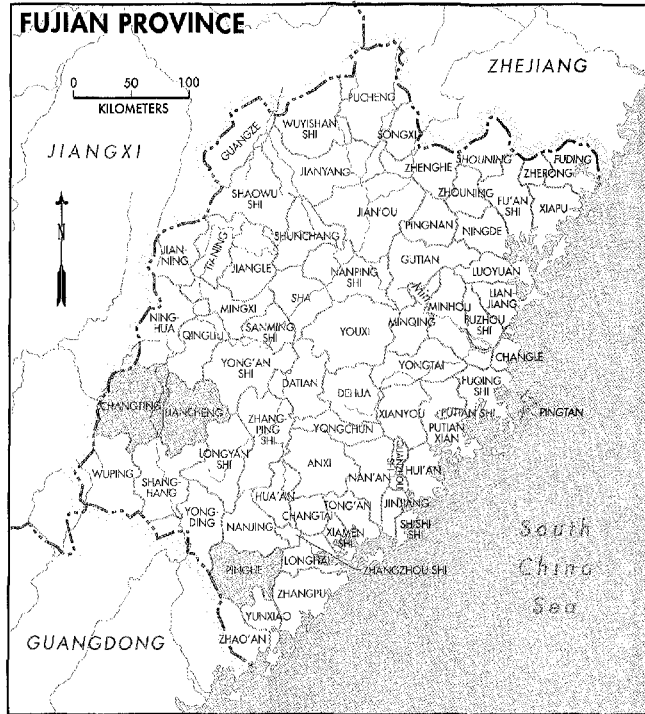 FUJIAN PROVINCE
0 50 100
KILOMETERS
ZHEJIANG
JIANGXI
N
PUCHENG
WUYISHAN
SHI
SONGXI
GUANGZE
ZHENGHE
SHOUNING
FUDING
ZHERONG
JIANYANG
SHAOWU
SHI
ZHOUNING
FU'AN
SHI
XIAPU
JIAN'OU
PINGNAN
NINGDE
SHUNCHANG
JIAN-
NING
TAI-NING
JIANGLE
NANPING
SHI
GUTIAN
LUOYUAN
SHA
MINGXI
MINHOU
LIAN-
JIANG
FUZHOU
SHI
NING-
HUA
QINGLIU
SANMING
SHI
YOUXI
MINQING
CHANGLE
YONG'AN
SHI
YONGTAI
DATIAN
DEHUA
FUQING
SHI
CHANGTING
LIANCHENG
XIANYOU
PUTIAN SHI
PINGTAN
ZHANG-
PING
SHI
PUTIAN
XIAN
YONGCHUN
WUPING
LONGYAN
SHI
ANXI
QUANZHOU
SHI
HUI'AN
SHANG-
HANG
NAN'AN
HUA'AN
TONG'AN
JINJIANG
YONG-
DING
NANJING
CHANGTAI
XIAMEN
SHI
SHISHI
SHI
South
China
Sea
PINGHE
LONGHAI
ZHANGZHOU SHI
ZHANGPU
YUNXIAO
GUANGDONG
ZHAO'AN